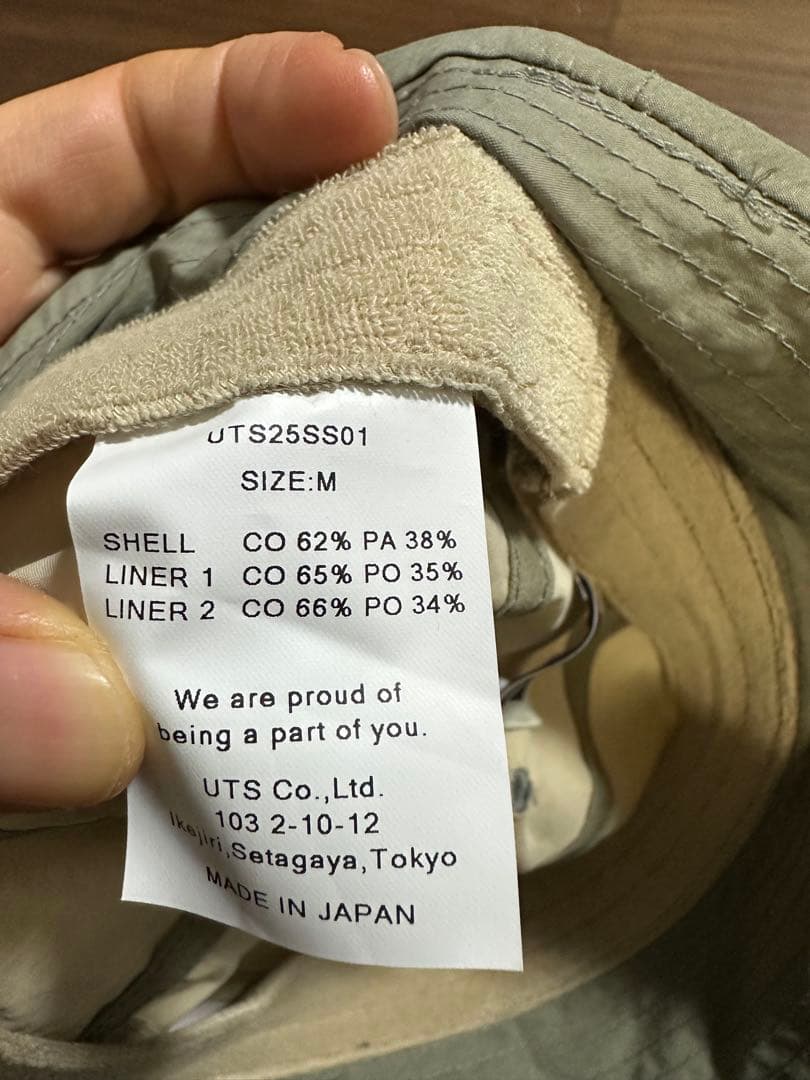 UTS25SS01
SIZE:M
SHELL CO 62% PA 38%
LINER 1 CO 65% PO 35%
LINER 2 CO 66% PO 34%
We are proud of
being a part of you.
UTS Co.,Ltd.
103 2-10-12
Ikejiri,Setagaya,Tokyo
MADE IN JAPAN